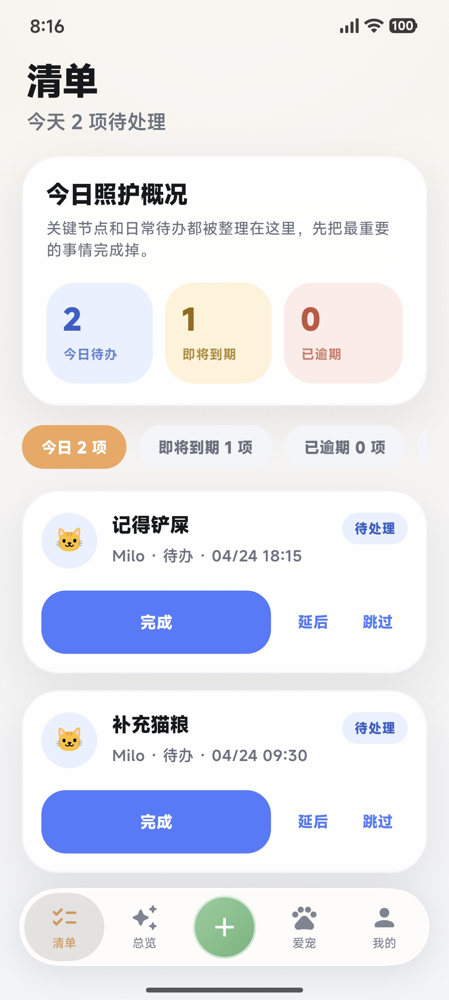 8:16
100
清单
今天 2 项待处理
今日照护概况
关键节点和日常待办都被整理在这里，先把最重要
的事情完成掉。
2
今日待办
1
即将到期
0
已逾期
今日 2 项
即将到期 1 项
已逾期 0 项
记得铲屎
待处理
Milo · 待办 · 04/24 18:15
完成
延后
跳过
补充猫粮
待处理
Milo · 待办 · 04/24 09:30
完成
延后
跳过
清单
总览
爱宠
我的